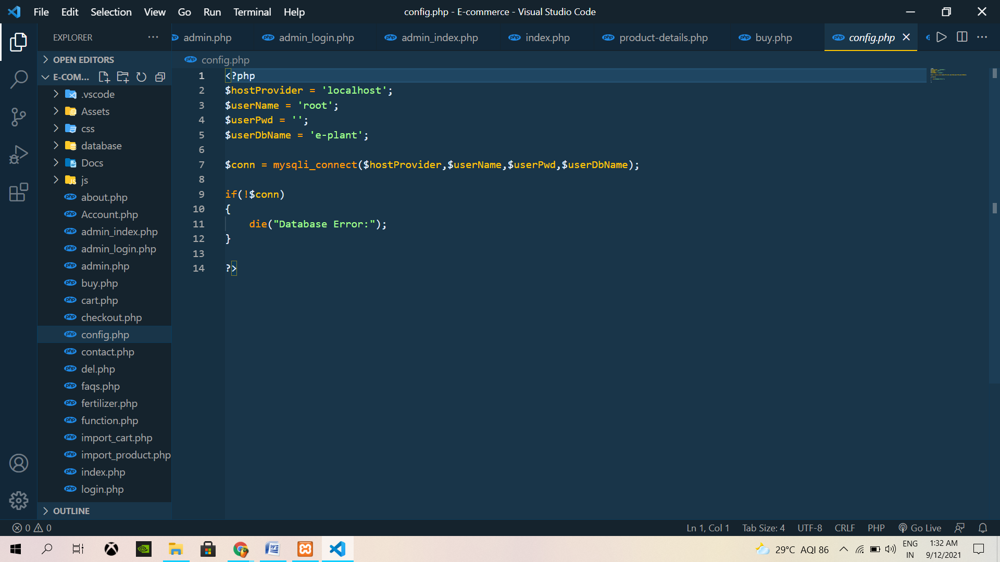 File Edit Selection View Go Run Terminal Help
config.php - E-commerce - Visual Studio Code
EXPLORER
admin.php
admin_login.php
admin_index.php
index.php
product-details.php
buy.php
config.php
OPEN EDITORS
E-COM...
.vscode
Assets
css
database
Docs
js
about.php
Account.php
admin_index.php
admin_login.php
admin.php
buy.php
cart.php
checkout.php
config.php
contact.php
del.php
faqs.php
fertilizer.php
function.php
import_cart.php
import_product.php
index.php
login.php
OUTLINE
config.php
1 <?php
2 $hostProvider = 'localhost';
3 $userName = 'root';
4 $userPwd = '';
5 $userDbName = 'e-plant';
6
7 $conn = mysqli_connect($hostProvider,$userName,$userPwd,$userDbName);
8
9 if(!$conn)
10 {
11 die("Database Error:");
12 }
13
14 ?>
0 0
Ln 1, Col 1 Tab Size: 4 UTF-8 CRLF PHP Go Live
29°C AQI 86
ENG
IN
1:32 AM
9/12/2021